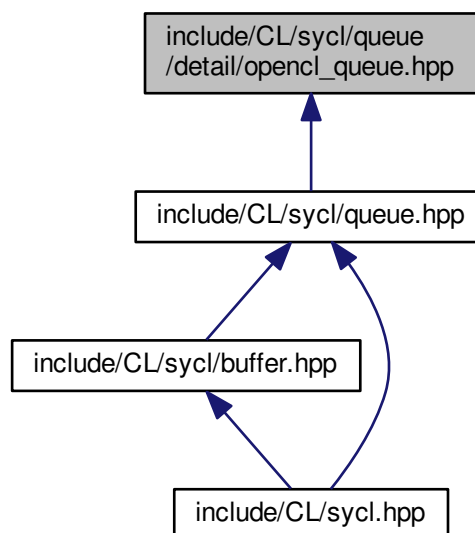 include/CL/sycl/queue
/detail/opencl_queue.hpp
include/CL/sycl/queue.hpp
include/CL/sycl/buffer.hpp
include/CL/sycl.hpp